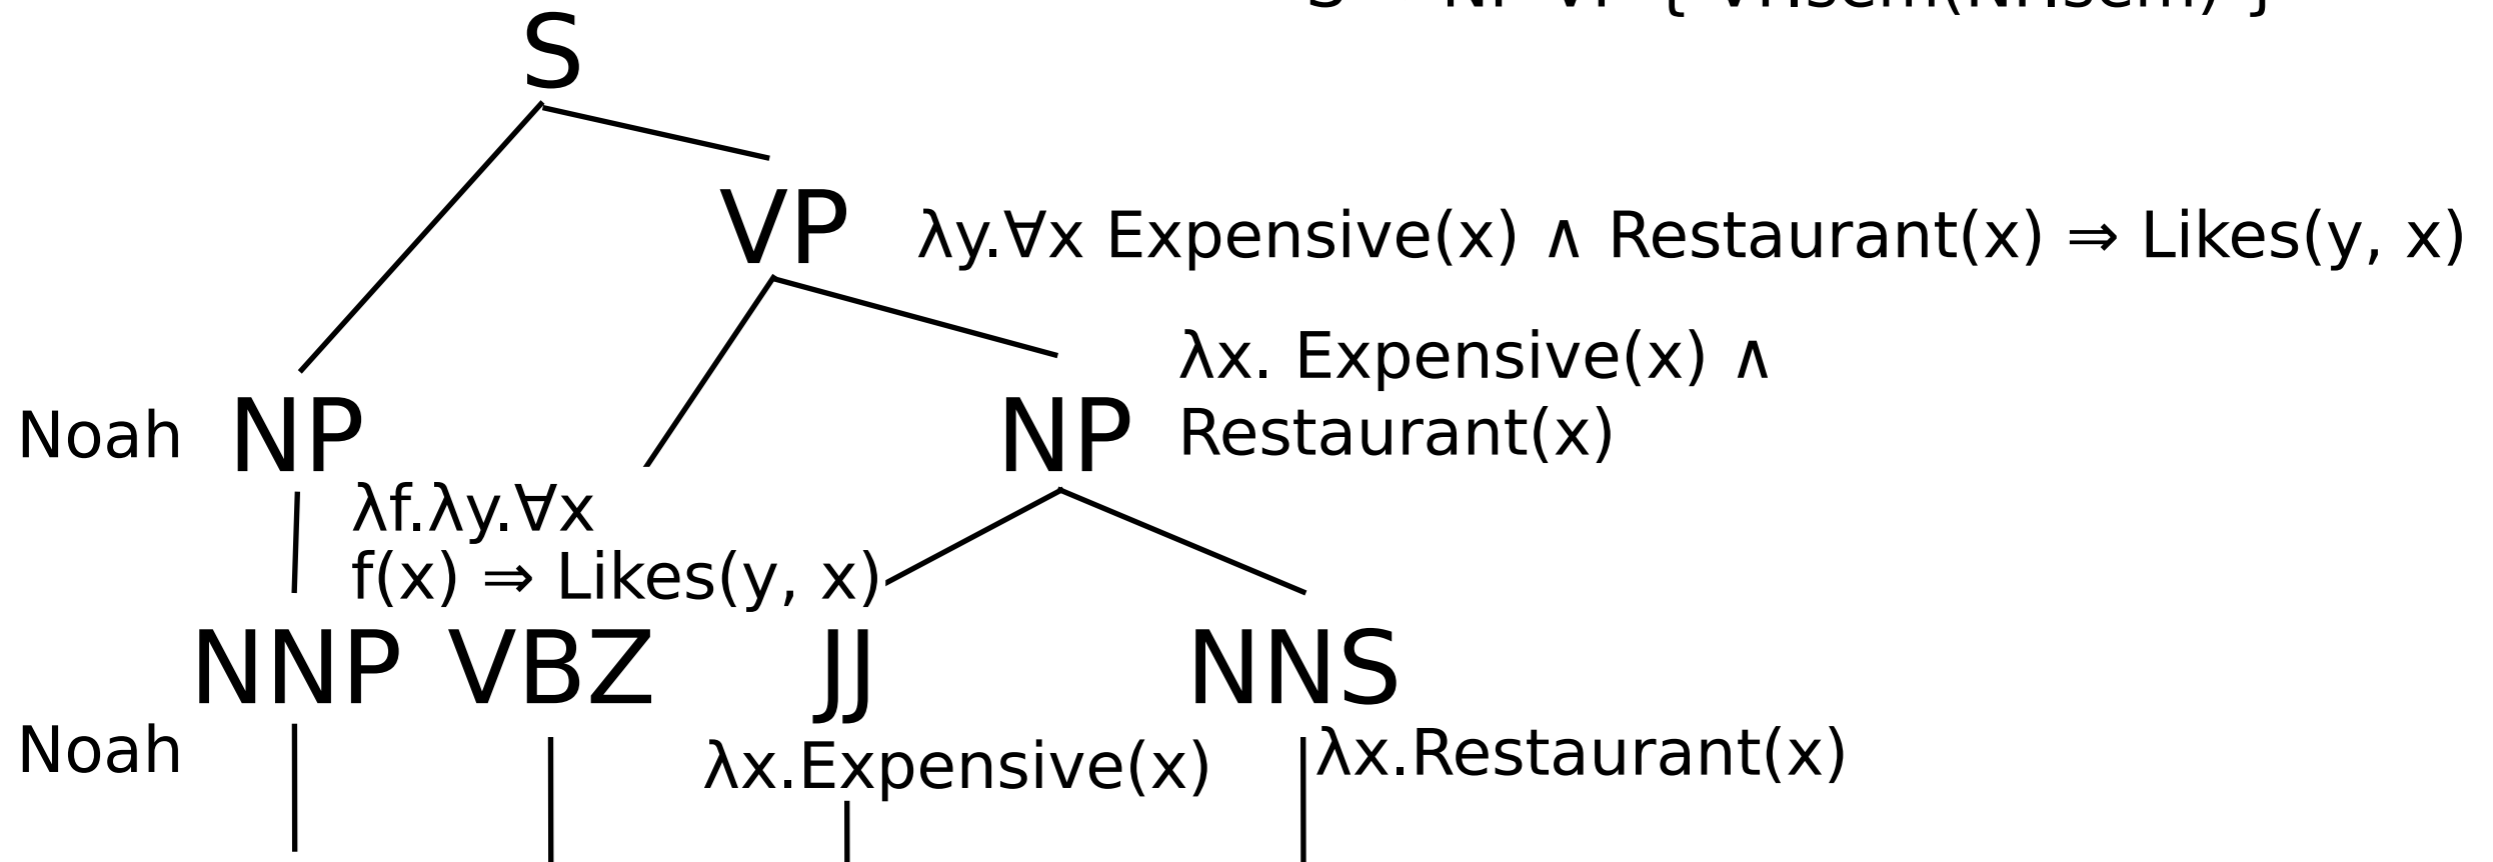 S
VP λy.∀x Expensive(x) ∧ Restaurant(x) ⇒ Likes(y, x)
λx. Expensive(x) ∧
Noah NP NP Restaurant(x)
λf.λy.∀x
f(x) ⇒ Likes(y, x)
NNP VBZ JJ NNS
Noah λx.Expensive(x) λx.Restaurant(x)